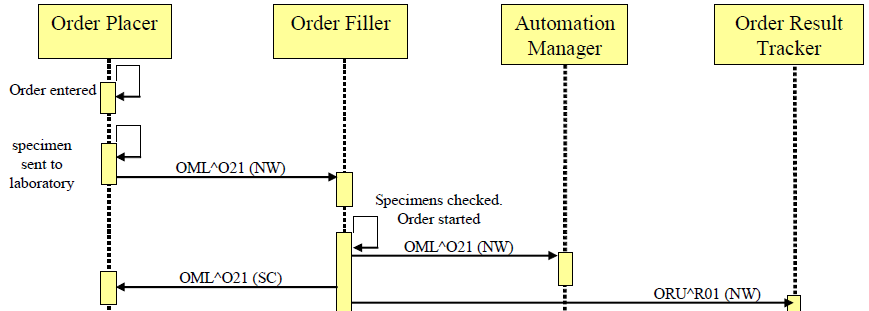 Order Placer
Order Filler
Automation
Manager
Order Result
Tracker
Order entered
specimen
sent to
laboratory
OML^O21 (NW)
Specimens checked.
Order started
OML^O21 (NW)
OML^O21 (SC)
ORU^R01 (NW)